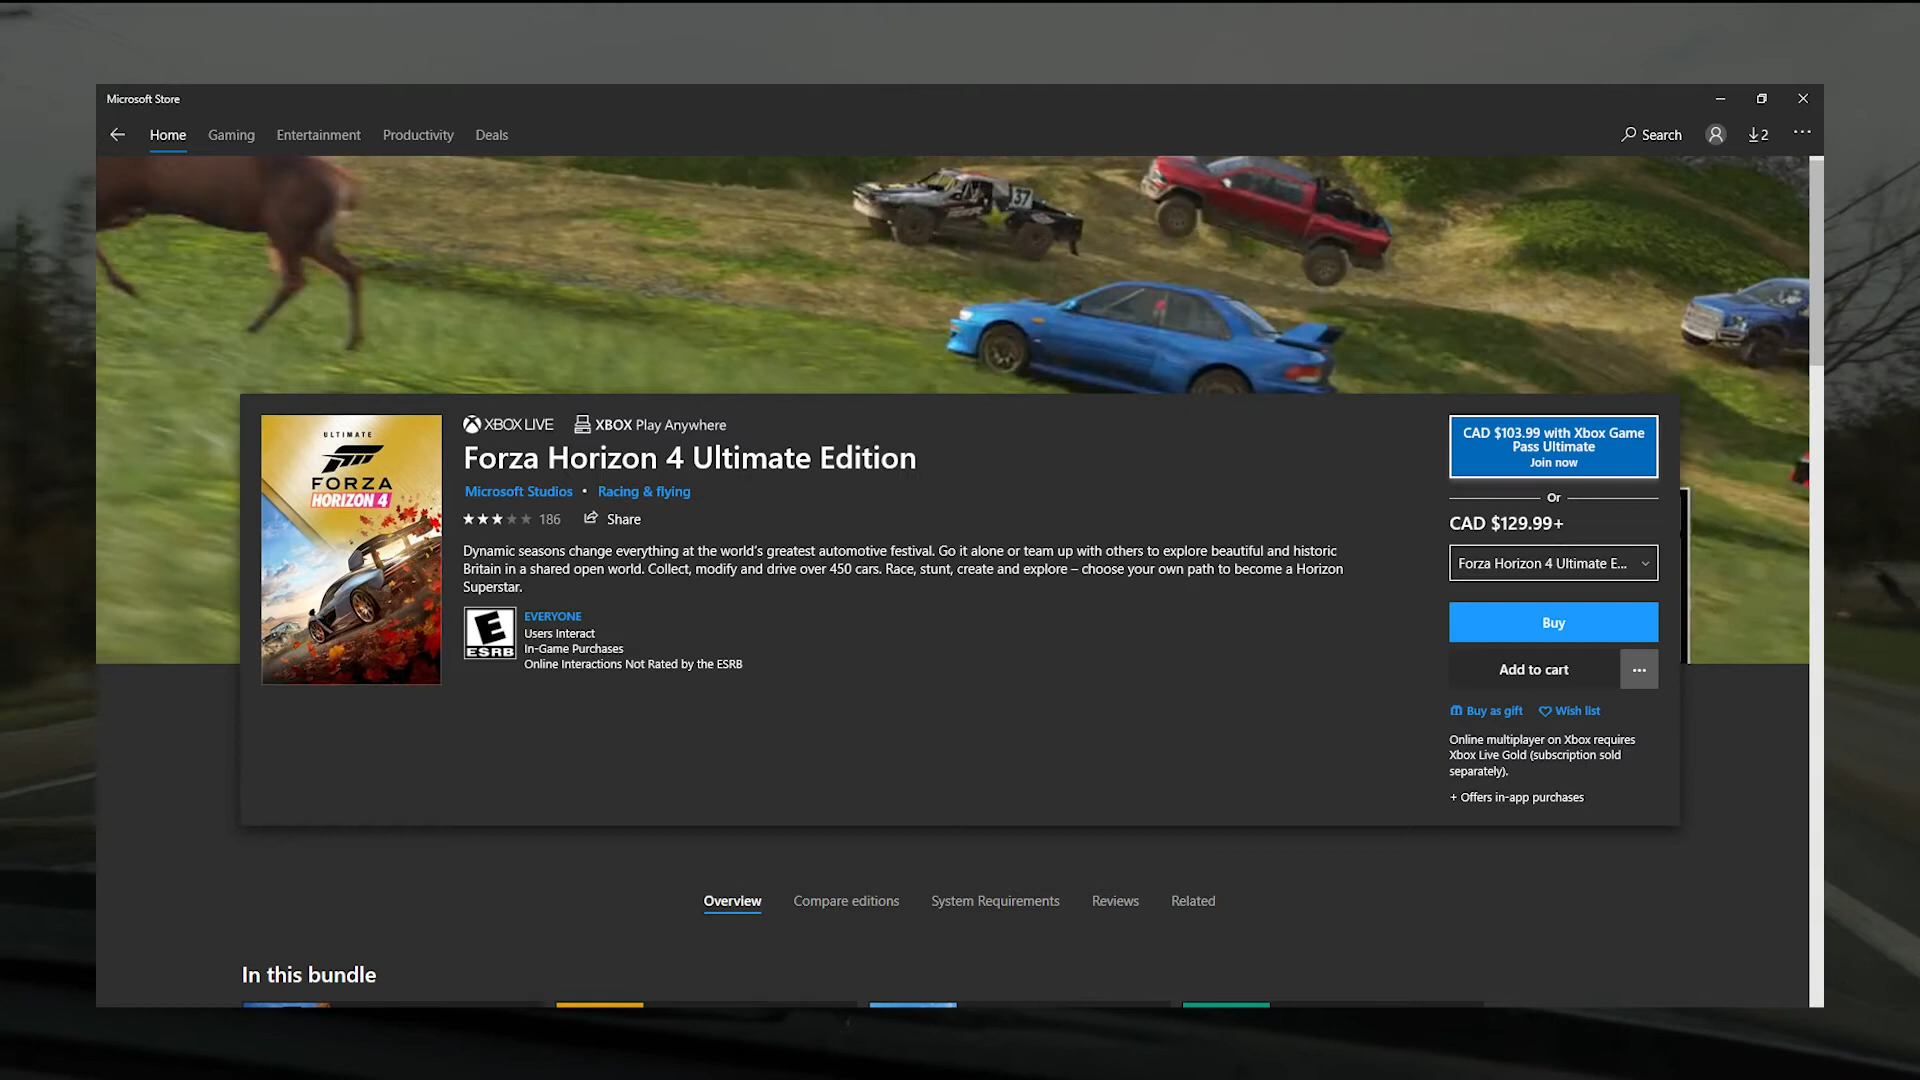 Microsoft Store
Home Gaming Entertainment Productivity Deals
Search
2
37
ULTIMATE
FORZA
HORIZON 4
XBOX LIVE XBOX Play Anywhere
Forza Horizon 4 Ultimate Edition
Microsoft Studios • Racing & flying
186 Share
Dynamic seasons change everything at the world's greatest automotive festival. Go it alone or team up with others to explore beautiful and historic
Britain in a shared open world. Collect, modify and drive over 450 cars. Race, stunt, create and explore – choose your own path to become a Horizon
Superstar.
E
ESRB
EVERYONE
Users Interact
In-Game Purchases
Online Interactions Not Rated by the ESRB
CAD $103.99 with Xbox Game
Pass Ultimate
Join now
Or
CAD $129.99+
Forza Horizon 4 Ultimate E...
Buy
Add to cart
Buy as gift Wish list
Online multiplayer on Xbox requires
Xbox Live Gold (subscription sold
separately).
+ Offers in-app purchases
Overview Compare editions System Requirements Reviews Related
In this bundle